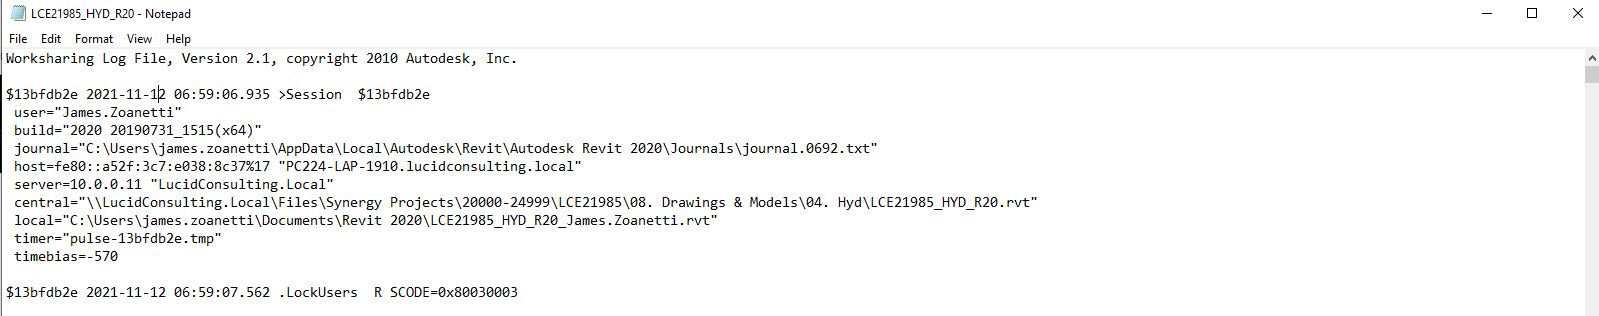 LCE21985_HYD_R20 - Notepad
File Edit Format View Help
Worksharing Log File, Version 2.1, copyright 2010 Autodesk, Inc.
$13bfdb2e 2021-11-12 06:59:06.935 >Session  $13bfdb2e
user="James.Zoanetti"
build="2020 20190731_1515(x64)"
journal="C:\Users\james.zoanetti\AppData\Local\Autodesk\Revit\Autodesk Revit 2020\Journals\journal.0692.txt"
host=fe80::a52f:3c7:e038:8c37%17 "PC224-LAP-1910.lucidconsulting.local"
server=10.0.0.11 "LucidConsulting.Local"
central="\\LucidConsulting.Local\Files\Synergy Projects\20000-24999\LCE21985\08. Drawings & Models\04. Hyd\LCE21985_HYD_R20.rvt"
local="C:\Users\james.zoanetti\Documents\Revit 2020\LCE21985_HYD_R20_James.Zoanetti.rvt"
timer="pulse-13bfdb2e.tmp"
timebias=-570
$13bfdb2e 2021-11-12 06:59:07.562 .LockUsers  R SCODE=0x80030003